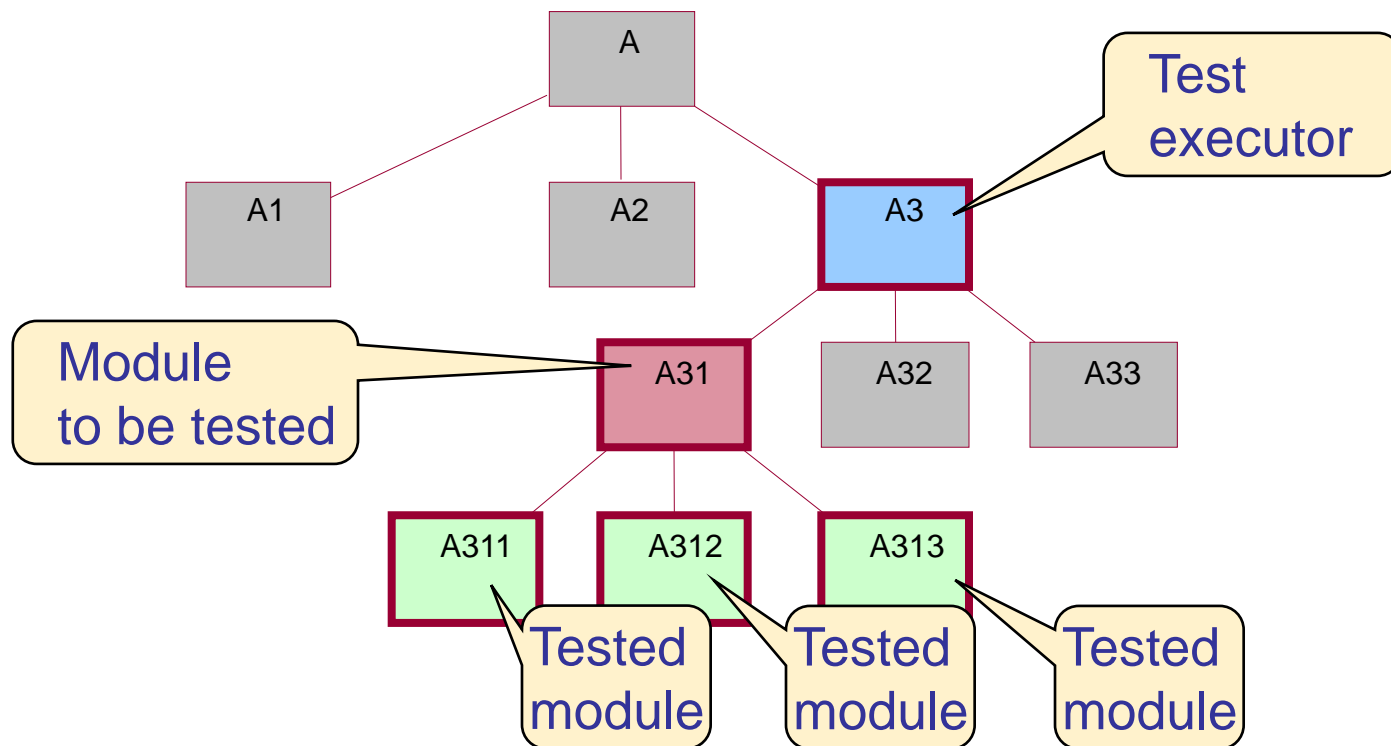 A
Test
executor
A1
A2
A3
Module
to be tested
A31
A32
A33
A311
A312
A313
Tested
module
Tested
module
Tested
module